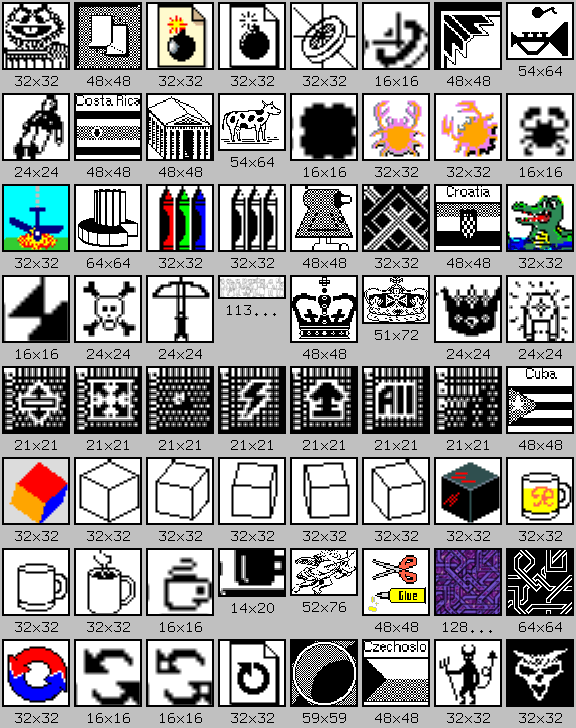 32x32 48x48 32x32 32x32 32x32 16x16 48x48 54x64
Costa Rica
24x24 48x48 48x48 54x64 16x16 32x32 32x32 16x16
Croatia
32x32 64x64 32x32 32x32 48x48 32x32 48x48 32x32
16x16 24x24 24x24 113... 48x48 51x72 24x24 24x24
All Cuba
21x21 21x21 21x21 21x21 21x21 21x21 21x21 48x48
32x32 32x32 32x32 32x32 32x32 32x32 32x32 32x32
Glue
32x32 32x32 16x16 14x20 52x76 48x48 128... 64x64
Czechoslo
32x32 16x16 16x16 32x32 59x59 48x48 32x32 32x32